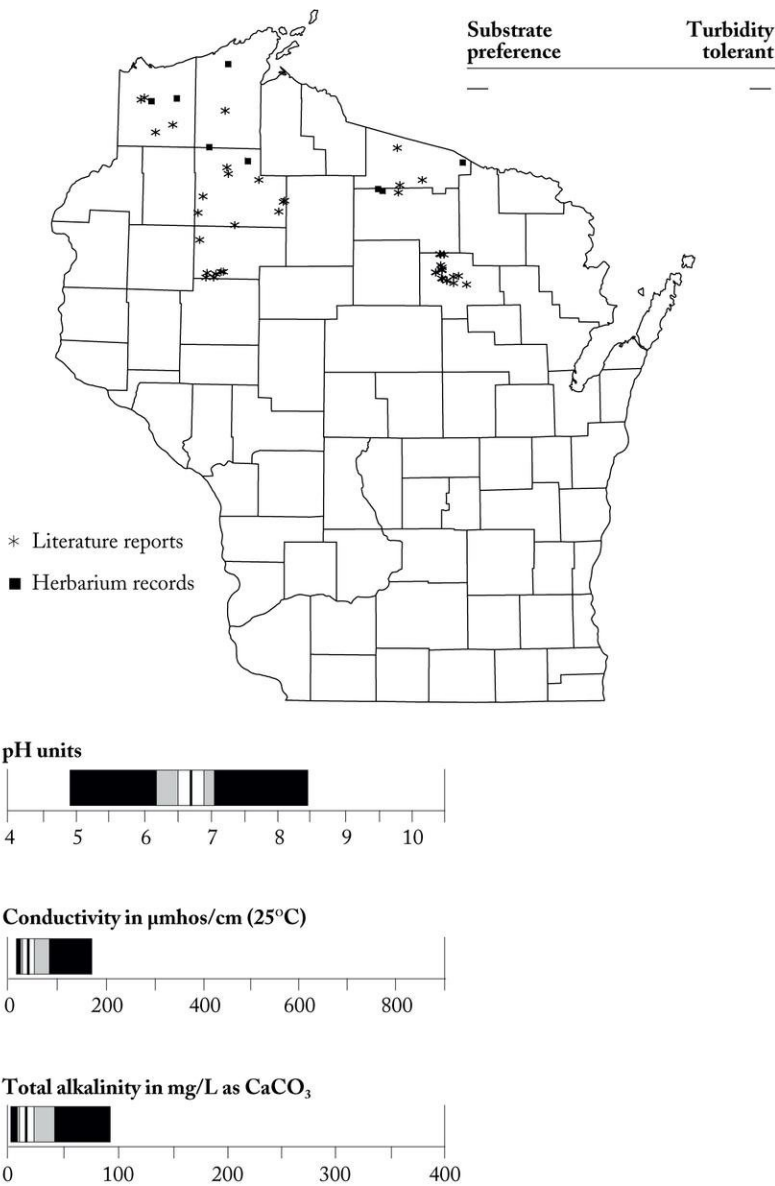 Substrate preference
Turbidity tolerant
— —
* Literature reports
■ Herbarium records
pH units
4 5 6 7 8 9 10
Conductivity in µmhos/cm (25°C)
0 200 400 600 800
Total alkalinity in mg/L as CaCO₃
0 100 200 300 400